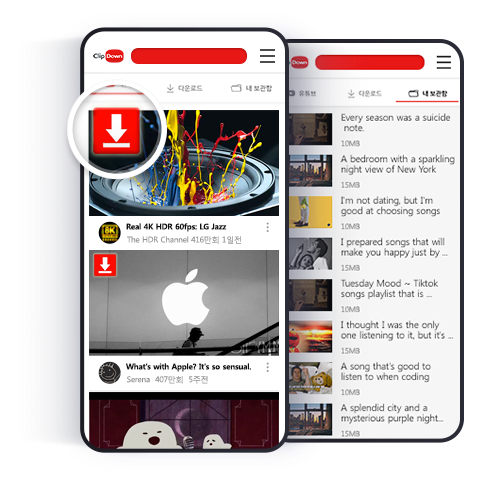 Clip Down
다운로드
내 보관함
Real 4K HDR 60fps: LG Jazz
The HDR Channel 416만회 1일전
What's with Apple? It's so sensual.
Serena 407만회 5주전
Down
유튜브
다운로드
내 보관함
Every season was a suicide
note.
10MB
A bedroom with a sparkling
night view of New York
15MB
I'm not dating, but I'm
good at choosing songs
10MB
I prepared songs that will
make you happy just by ...
15MB
Tuesday Mood ~ Tiktok
songs playlist that is ...
10MB
I thought I was the only
one listening to it, but it's ...
15MB
A song that's good to
listen to when coding
10MB
A splendid city and a
mysterious purple night...
15MB